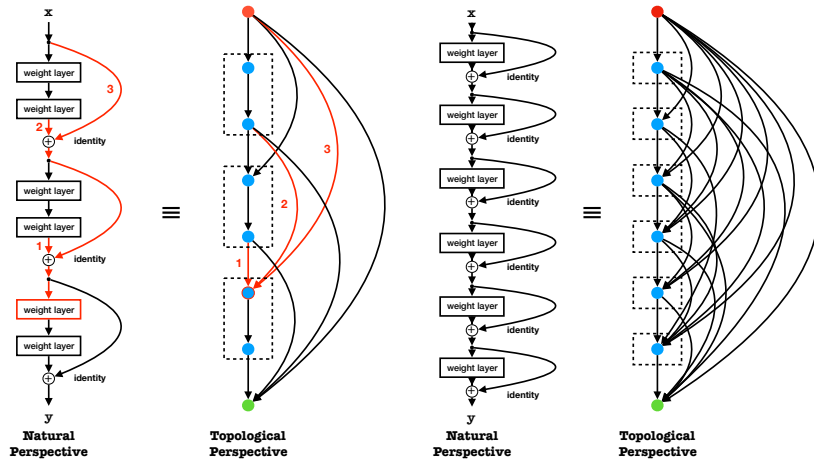 x
weight layer
3
weight layer
2
identity
weight layer
weight layer
1
identity
weight layer
weight layer
identity
y
Natural
Perspective
≡
3
2
1
Topological
Perspective
x
weight layer
identity
weight layer
identity
weight layer
identity
weight layer
identity
weight layer
identity
weight layer
identity
y
Natural
Perspective
≡
Topological
Perspective